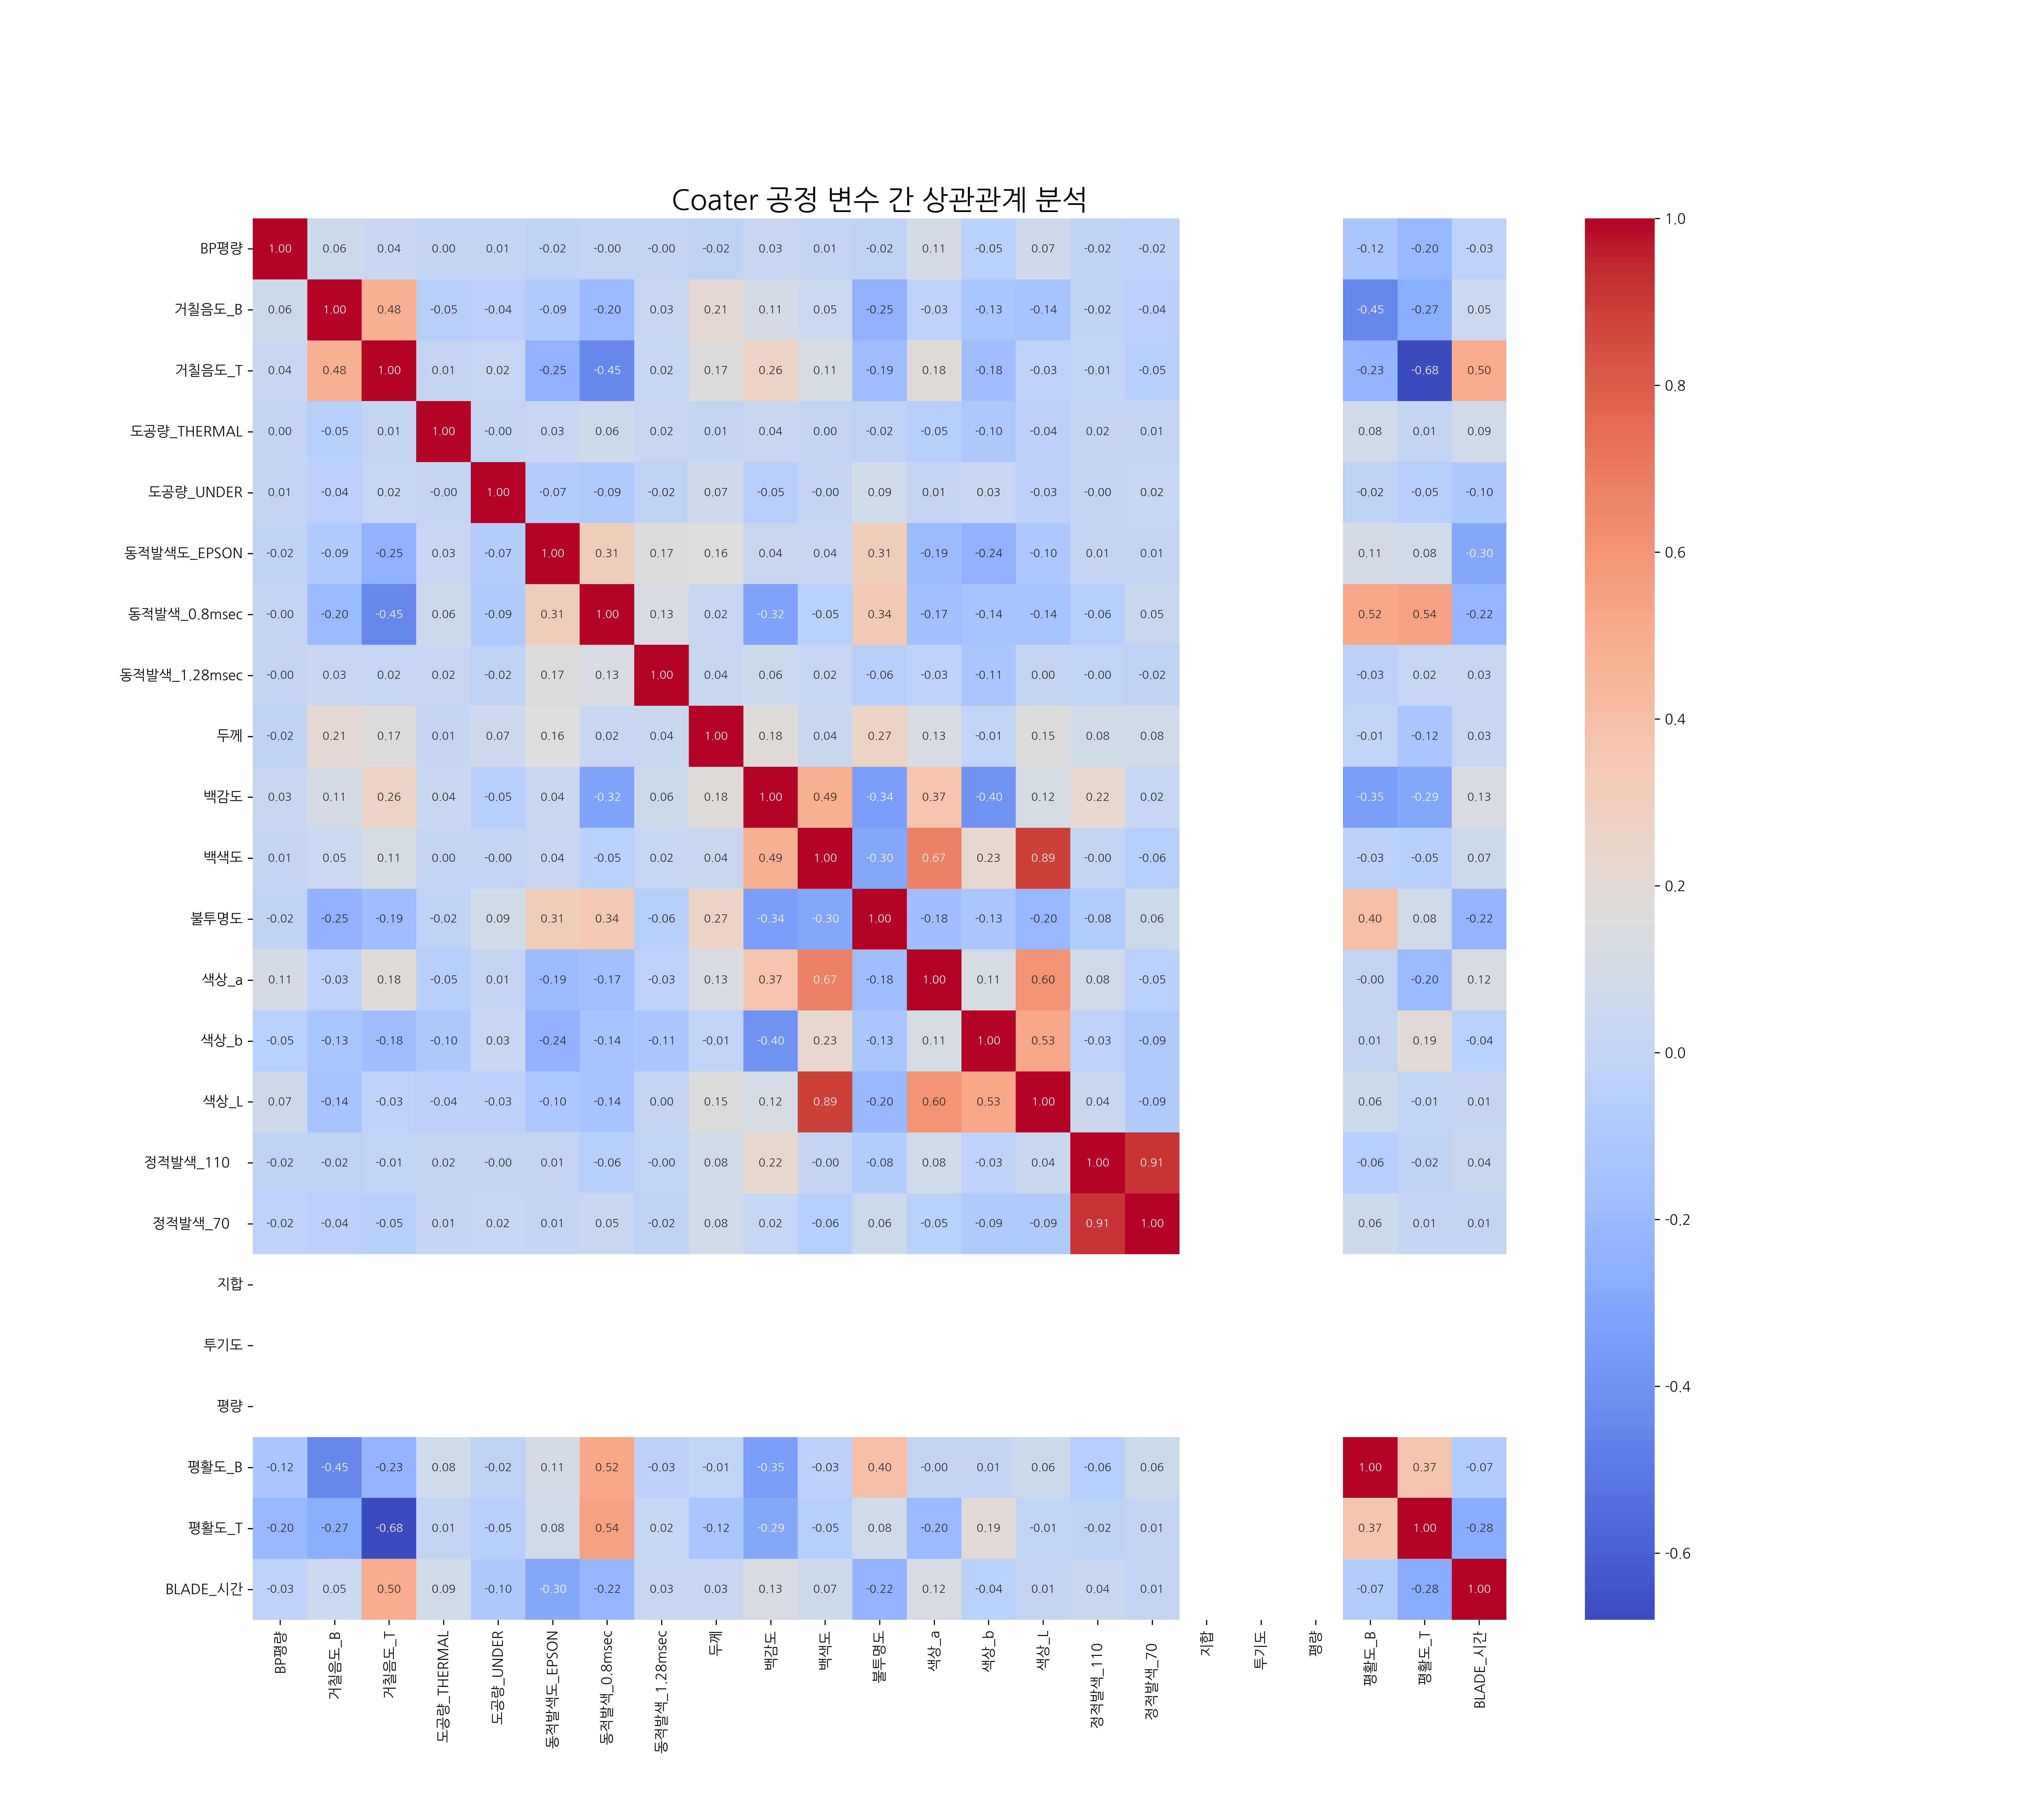 Coater 공정 변수 간 상관관계 분석
BP평량 1.00 0.06 0.04 0.00 0.01 -0.02 -0.00 -0.00 -0.02 0.03 0.01 -0.02 0.11 -0.05 0.07 -0.02 -0.02 -0.12 -0.20 -0.03
거칠음도_B 0.06 1.00 0.48 -0.05 -0.04 -0.09 -0.20 0.03 0.21 0.11 0.05 -0.25 -0.03 -0.13 -0.14 -0.02 -0.04 -0.45 -0.27 0.05
거칠음도_T 0.04 0.48 1.00 0.01 0.02 -0.25 -0.45 0.02 0.17 0.26 0.11 -0.19 0.18 -0.18 -0.03 -0.01 -0.05 -0.23 -0.68 0.50
도공량_THERMAL 0.00 -0.05 0.01 1.00 -0.00 0.03 0.06 0.02 0.01 0.04 0.00 -0.02 -0.05 -0.10 -0.04 0.02 0.01 0.08 0.01 0.09
도공량_UNDER 0.01 -0.04 0.02 -0.00 1.00 -0.07 -0.09 -0.02 0.07 -0.05 -0.00 0.09 0.01 0.03 -0.03 -0.00 0.02 -0.02 -0.05 -0.10
동적발색도_EPSON -0.02 -0.09 -0.25 0.03 -0.07 1.00 0.31 0.17 0.16 0.04 0.04 0.31 -0.19 -0.24 -0.10 0.01 0.01 0.11 0.08 -0.30
동적발색_0.8msec -0.00 -0.20 -0.45 0.06 -0.09 0.31 1.00 0.13 0.02 -0.32 -0.05 0.34 -0.17 -0.14 -0.14 -0.06 0.05 0.52 0.54 -0.22
동적발색_1.28msec -0.00 0.03 0.02 0.02 -0.02 0.17 0.13 1.00 0.04 0.06 0.02 -0.06 -0.03 -0.11 0.00 -0.00 -0.02 -0.03 0.02 0.03
두께 -0.02 0.21 0.17 0.01 0.07 0.16 0.02 0.04 1.00 0.18 0.04 0.27 0.13 -0.01 0.15 0.08 0.08 -0.01 -0.12 0.03
백감도 0.03 0.11 0.26 0.04 -0.05 0.04 -0.32 0.06 0.18 1.00 0.49 -0.34 0.37 -0.40 0.12 0.22 0.02 -0.35 -0.29 0.13
백색도 0.01 0.05 0.11 0.00 -0.00 0.04 -0.05 0.02 0.04 0.49 1.00 -0.30 0.67 0.23 0.89 -0.00 -0.06 -0.03 -0.05 0.07
불투명도 -0.02 -0.25 -0.19 -0.02 0.09 0.31 0.34 -0.06 0.27 -0.34 -0.30 1.00 -0.18 -0.13 -0.20 -0.08 0.06 0.40 0.08 -0.22
색상_a 0.11 -0.03 0.18 -0.05 0.01 -0.19 -0.17 -0.03 0.13 0.37 0.67 -0.18 1.00 0.11 0.60 0.08 -0.05 -0.00 -0.20 0.12
색상_b -0.05 -0.13 -0.18 -0.10 0.03 -0.24 -0.14 -0.11 -0.01 -0.40 0.23 -0.13 0.11 1.00 0.53 -0.03 -0.09 0.01 0.19 -0.04
색상_L 0.07 -0.14 -0.03 -0.04 -0.03 -0.10 -0.14 0.00 0.15 0.12 0.89 -0.20 0.60 0.53 1.00 0.04 -0.09 0.06 -0.01 0.01
정적발색_110 -0.02 -0.02 -0.01 0.02 -0.00 0.01 -0.06 -0.00 0.08 0.22 -0.00 -0.08 0.08 -0.03 0.04 1.00 0.91 -0.06 -0.02 0.04
정적발색_70 -0.02 -0.04 -0.05 0.01 0.02 0.01 0.05 -0.02 0.08 0.02 -0.06 0.06 -0.05 -0.09 -0.09 0.91 1.00 0.06 0.01 0.01
지합
투기도
평량
평활도_B -0.12 -0.45 -0.23 0.08 -0.02 0.11 0.52 -0.03 -0.01 -0.35 -0.03 0.40 -0.00 0.01 0.06 -0.06 0.06 1.00 0.37 -0.07
평활도_T -0.20 -0.27 -0.68 0.01 -0.05 0.08 0.54 0.02 -0.12 -0.29 -0.05 0.08 -0.20 0.19 -0.01 -0.02 0.01 0.37 1.00 -0.28
BLADE_시간 -0.03 0.05 0.50 0.09 -0.10 -0.30 -0.22 0.03 0.03 0.13 0.07 -0.22 0.12 -0.04 0.01 0.04 0.01 -0.07 -0.28 1.00
BP평량
거칠음도_B
거칠음도_T
도공량_THERMAL
도공량_UNDER
동적발색도_EPSON
동적발색_0.8msec
동적발색_1.28msec
두께
백감도
백색도
불투명도
색상_a
색상_b
색상_L
정적발색_110
정적발색_70
지합
투기도
평량
평활도_B
평활도_T
BLADE_시간
1.0
0.8
0.6
0.4
0.2
0.0
-0.2
-0.4
-0.6